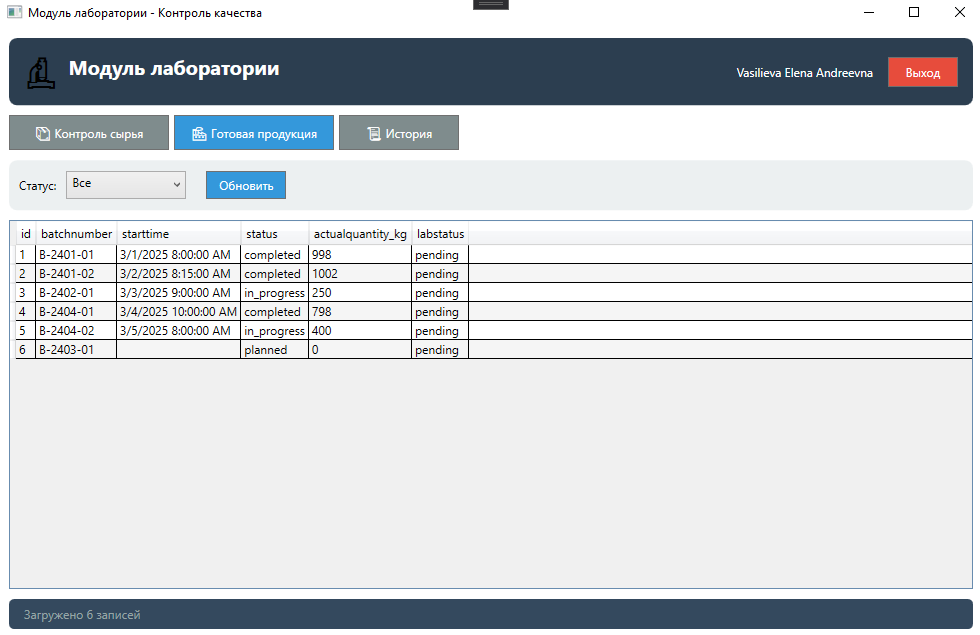 Модуль лаборатории - Контроль качества
Модуль лаборатории
Vasilieva Elena Andreevna
Выход
Контроль сырья
Готовая продукция
История
Статус: Все
Обновить
id batchnumber starttime status actualquantity_kg labstatus
1 B-2401-01 3/1/2025 8:00:00 AM completed 998 pending
2 B-2401-02 3/2/2025 8:15:00 AM completed 1002 pending
3 B-2402-01 3/3/2025 9:00:00 AM in_progress 250 pending
4 B-2404-01 3/4/2025 10:00:00 AM completed 798 pending
5 B-2404-02 3/5/2025 8:00:00 AM in_progress 400 pending
6 B-2403-01 planned 0 pending
Загружено 6 записей